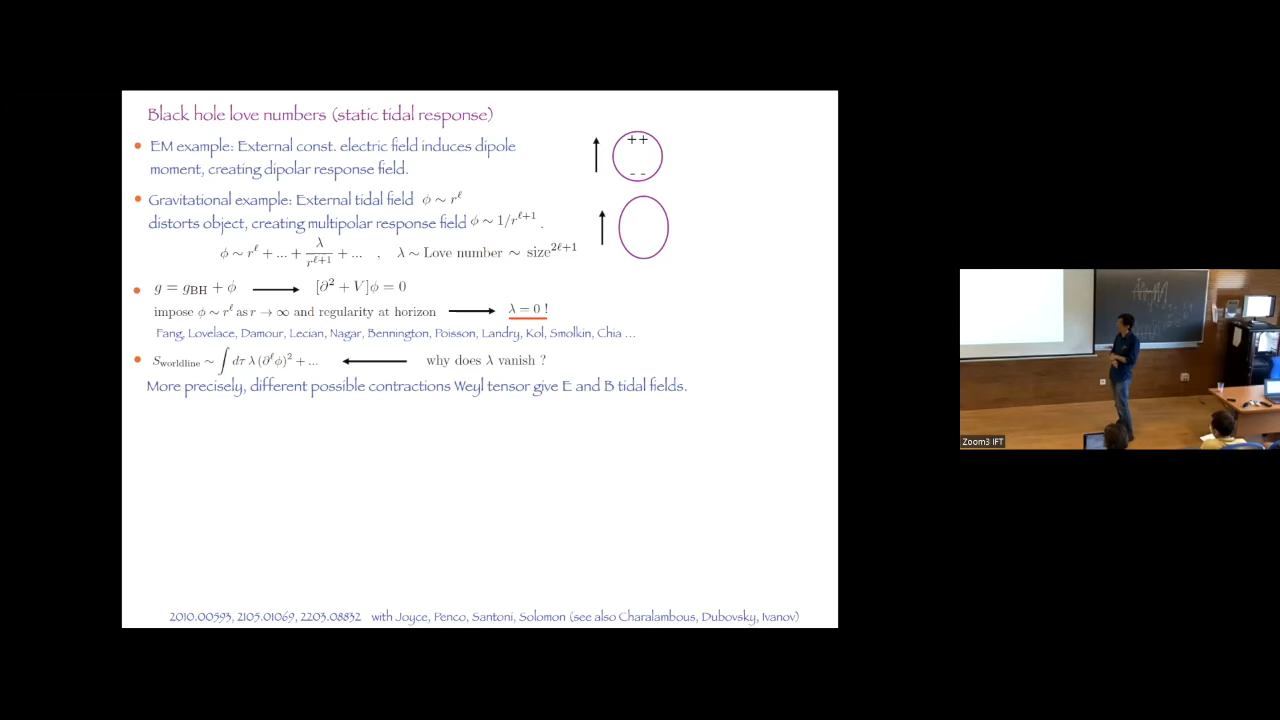 Black hole love numbers (static tidal response)
• EM example: External const. electric field induces dipole
moment, creating dipolar response field.
++
- -
• Gravitational example: External tidal field ϕ ∼ r^ℓ
distorts object, creating multipolar response field ϕ ∼ 1/r^{ℓ+1} .
ϕ ∼ r^ℓ + ... + λ/r^{ℓ+1} + ... , λ ∼ Love number ∼ size^{2ℓ+1}
• g = g_BH + ϕ ⟶ [∂² + V]ϕ = 0
impose ϕ ∼ r^ℓ as r → ∞ and regularity at horizon ⟶ λ = 0 !
Fang, Lovelace, Damour, Lecian, Nagar, Bennington, Poisson, Landry, Kol, Smolkin, Chia ...
• S_worldline ∼ ∫ dτ λ (∂^ℓ ϕ)² + ... ⟵ why does λ vanish ?
More precisely, different possible contractions Weyl tensor give E and B tidal fields.
2010.00593, 2105.01069, 2203.08832 with Joyce, Penco, Santoni, Solomon (see also Charalambous, Dubovsky, Ivanov)
Zoom3 IFT